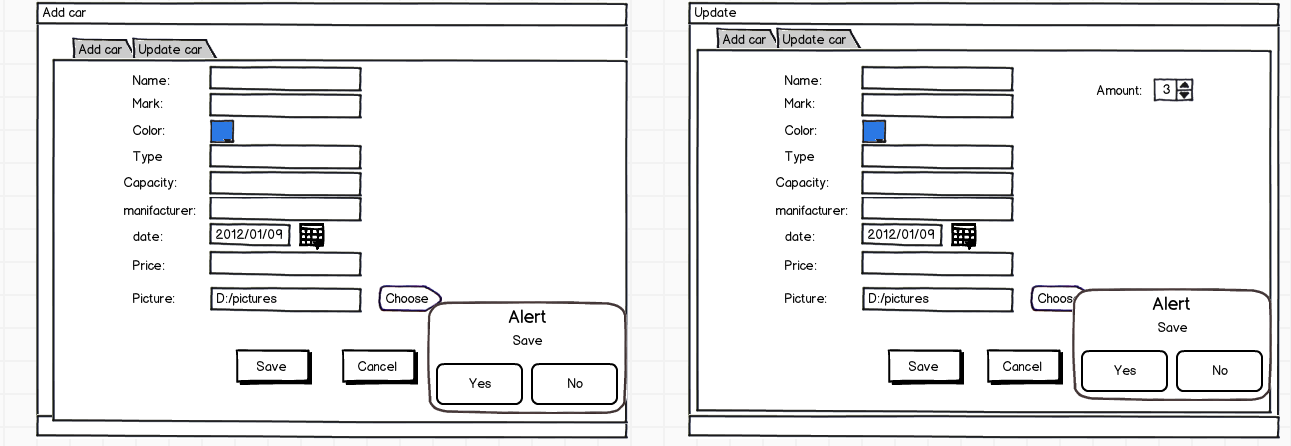 Add car
Add car Update car
Name:
Mark:
Color:
Type
Capacity:
manifacturer:
date: 2012/01/09
Price:
Picture: D:/pictures Choose
Alert
Save
Save Cancel
Yes No
Update
Add car Update car
Name:
Amount: 3
Mark:
Color:
Type
Capacity:
manifacturer:
date: 2012/01/09
Price:
Picture: D:/pictures Choos
Alert
Save
Save Cancel
Yes No